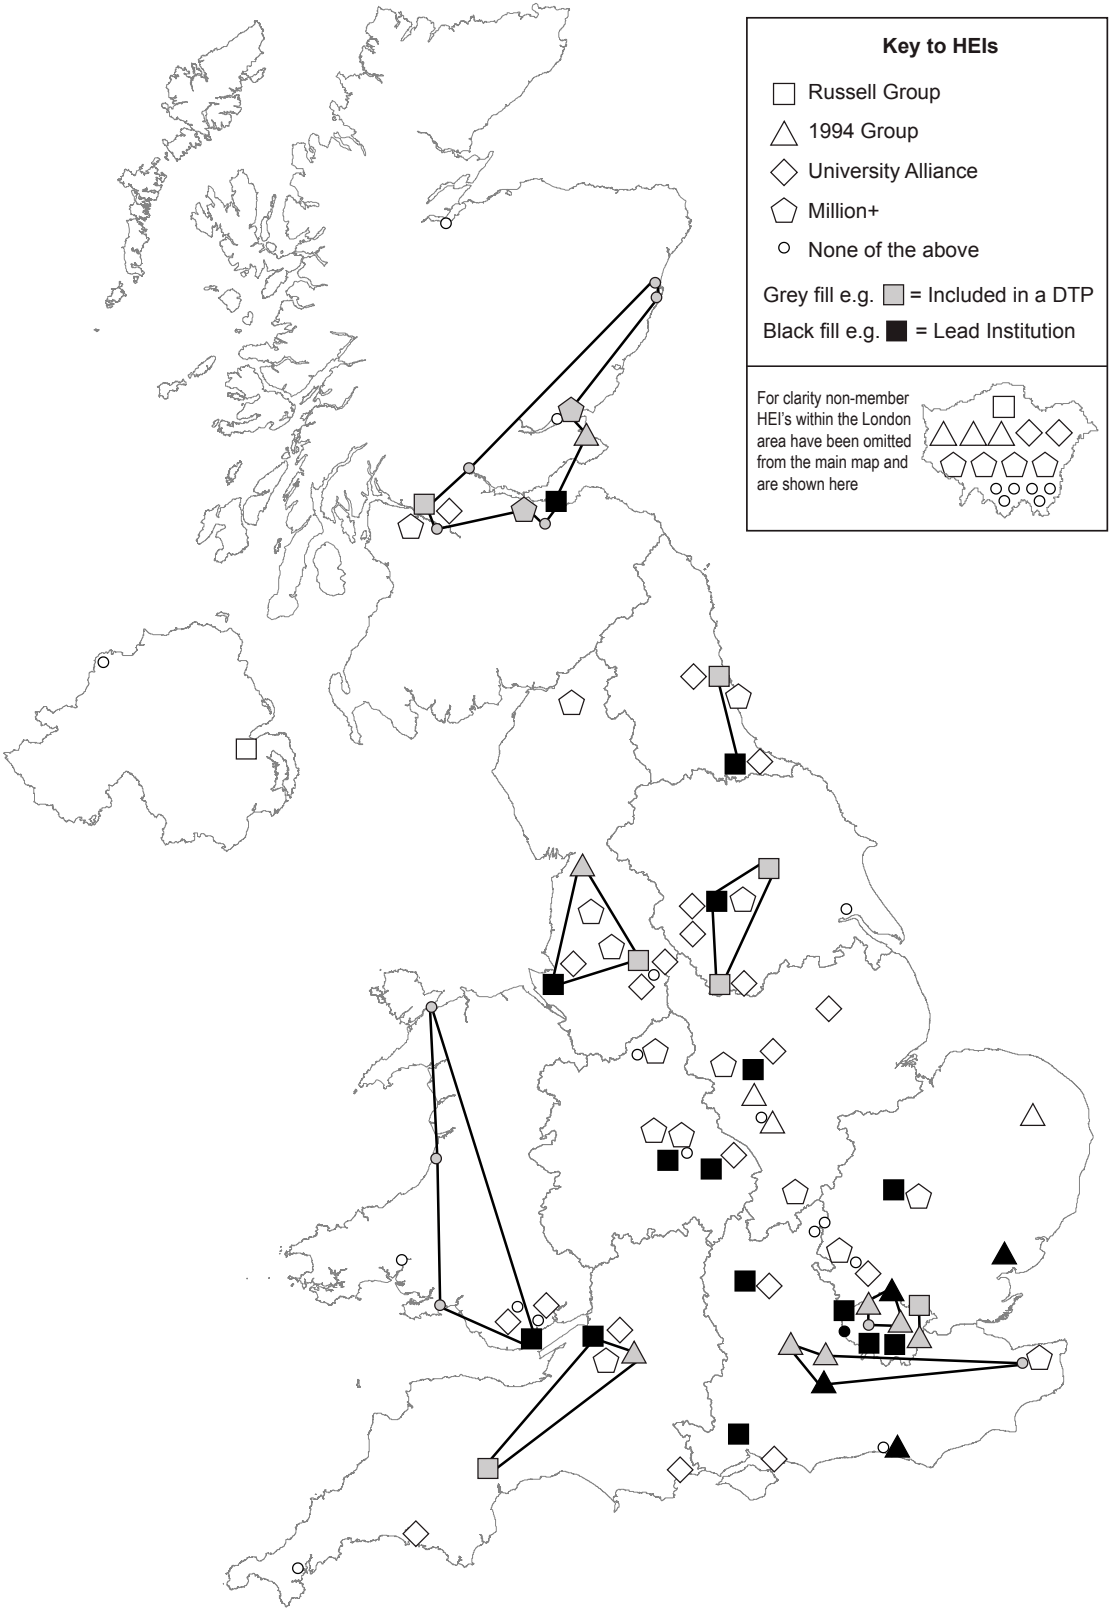 Key to HEIs
Russell Group
1994 Group
University Alliance
Million+
None of the above
Grey fill e.g. = Included in a DTP
Black fill e.g. = Lead Institution
For clarity non-member
HEI's within the London
area have been omitted
from the main map and
are shown here